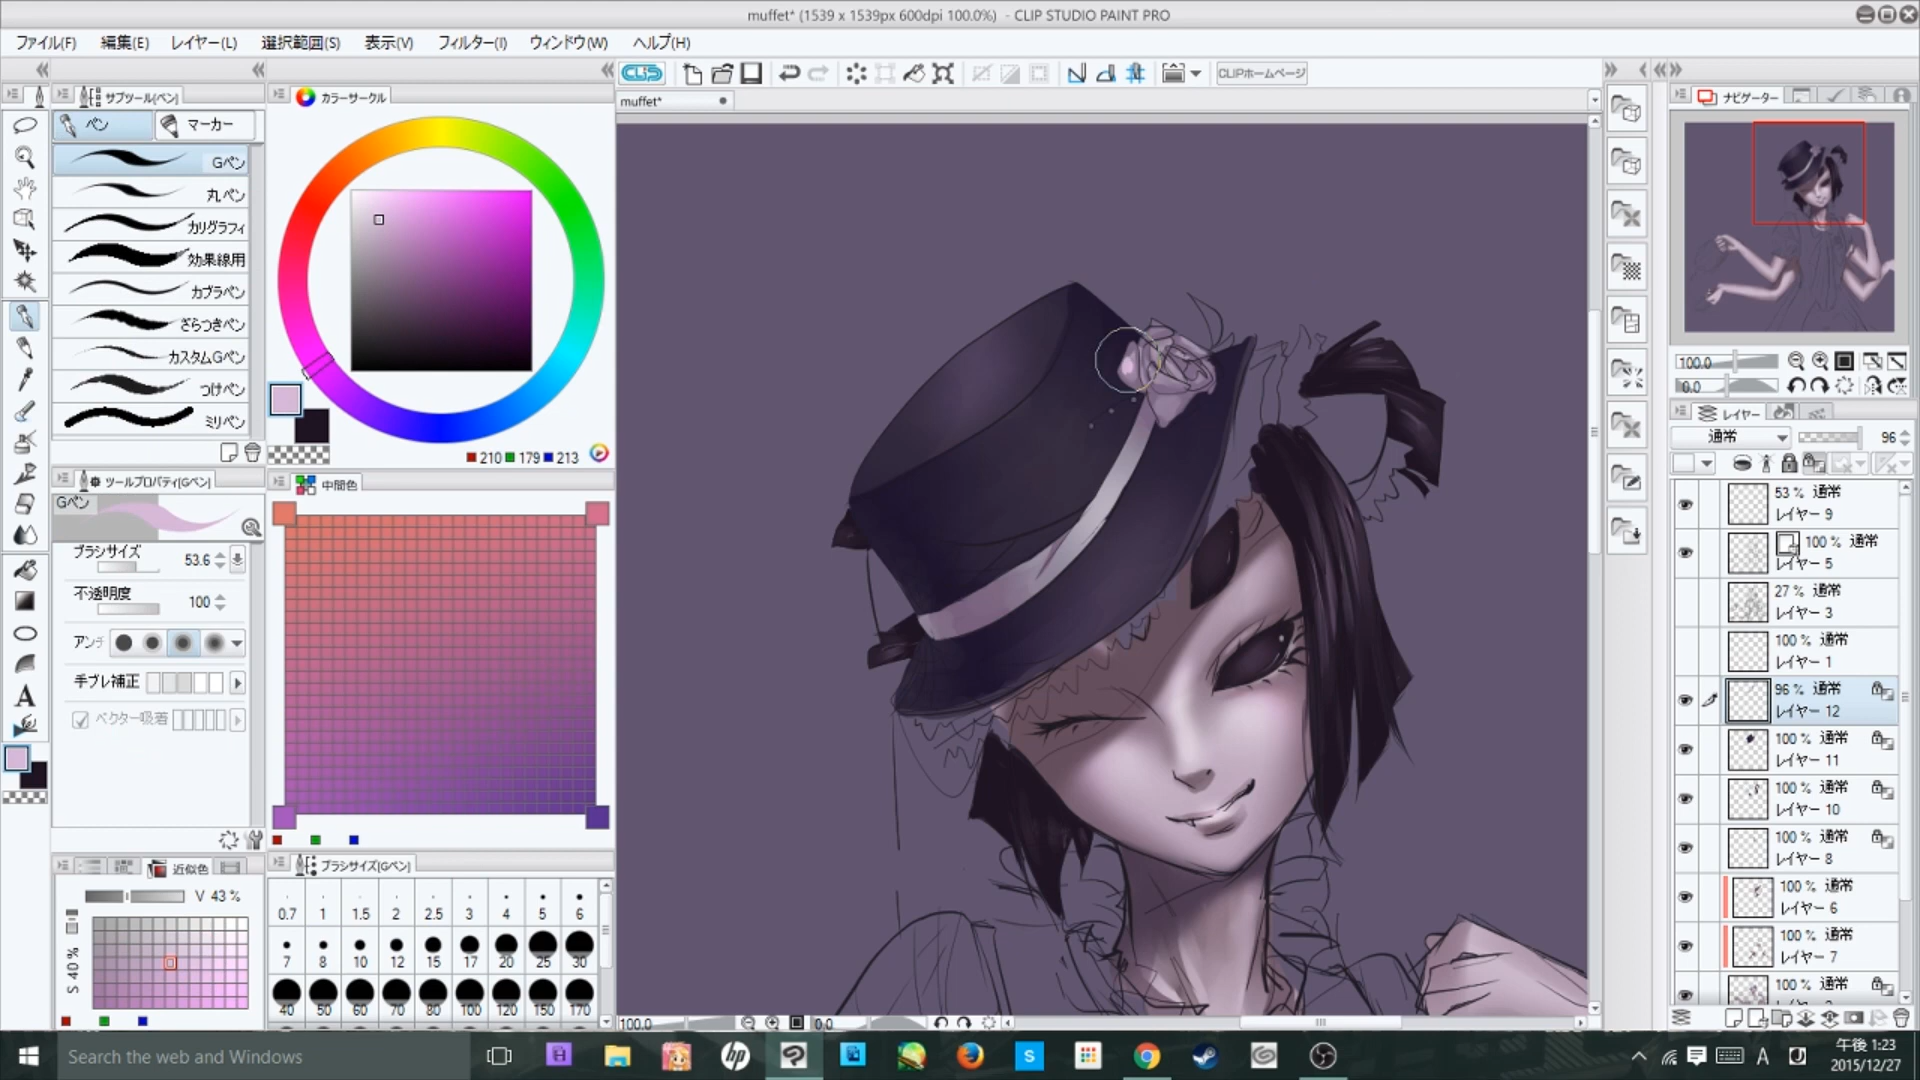 muffet* (1539 x 1539px 600dpi 100.0%) - CLIP STUDIO PAINT PRO
ファイル(F) 編集(E) レイヤー(L) 選択範囲(S) 表示(V) フィルター(I) ウィンドウ(W) ヘルプ(H)
CLIP
CLIPホームページ
サブツール[ペン]
カラーサークル
muffet*
ナビゲーター
ペン
マーカー
Gペン
丸ペン
カリグラフィ
効果線用
カブラペン
ざらつきペン
カスタムGペン
つけペン
ミリペン
210 179 213
ツールプロパティ[Gペン]
Gペン
ブラシサイズ 53.6
不透明度 100
アンチ
手ブレ補正
ベクター吸着
中間色
近似色
V 43 %
S 40 %
ブラシサイズ[Gペン]
0.7 1 1.5 2 2.5 3 4 5 6
7 8 10 12 15 17 20 25 30
40 50 60 70 80 100 120 150 170
100.0
0.0
100.0
0.0
レイヤー
通常 96
53 % 通常
レイヤー 9
100 % 通常
レイヤー 5
27 % 通常
レイヤー 3
100 % 通常
レイヤー 1
96 % 通常
レイヤー 12
100 % 通常
レイヤー 11
100 % 通常
レイヤー 10
100 % 通常
レイヤー 8
100 % 通常
レイヤー 6
100 % 通常
レイヤー 7
100 % 通常
Search the web and Windows
hp
S
A
午後 1:23
2015/12/27